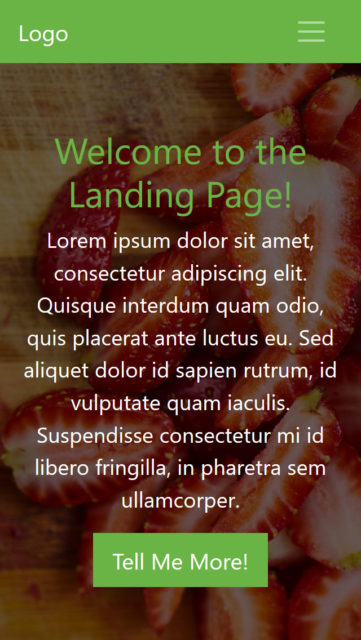 Logo
Welcome to the
Landing Page!
Lorem ipsum dolor sit amet,
consectetur adipiscing elit.
Quisque interdum quam odio,
quis placerat ante luctus eu. Sed
aliquet dolor id sapien rutrum, id
vulputate quam iaculis.
Suspendisse consectetur mi id
libero fringilla, in pharetra sem
ullamcorper.
Tell Me More!